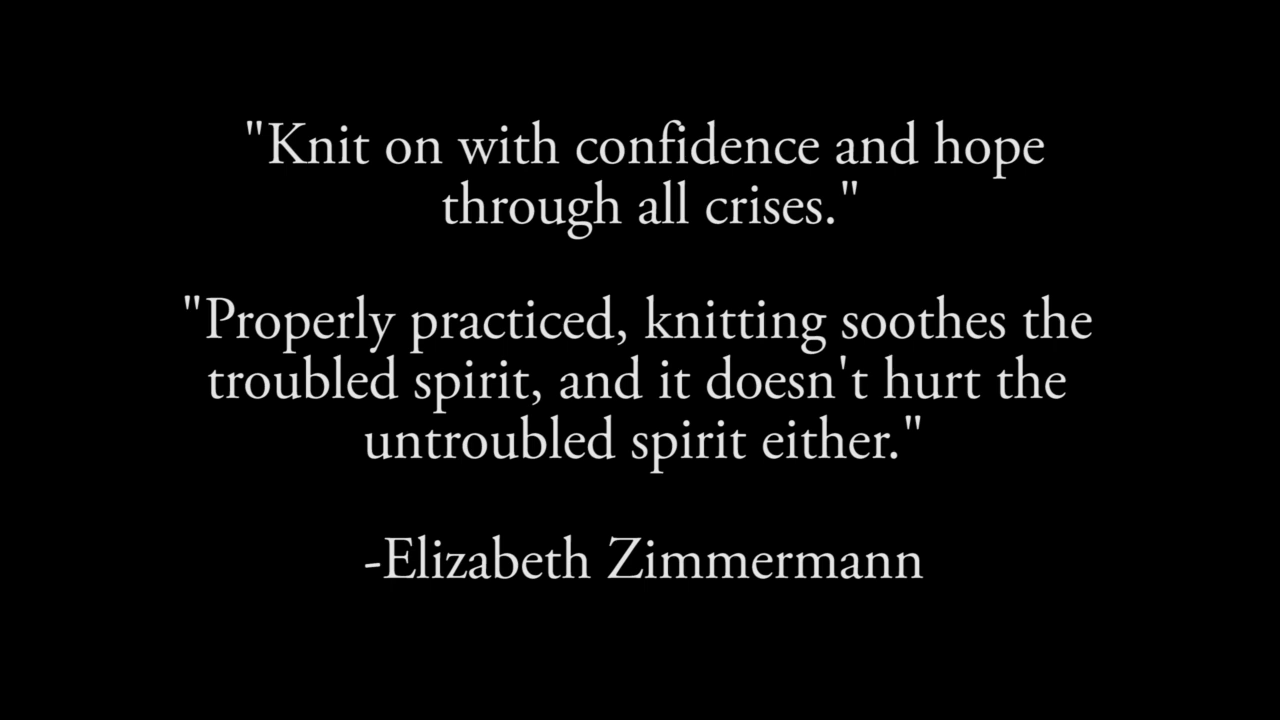 "Knit on with confidence and hope
through all crises."
"Properly practiced, knitting soothes the
troubled spirit, and it doesn't hurt the
untroubled spirit either."
-Elizabeth Zimmermann